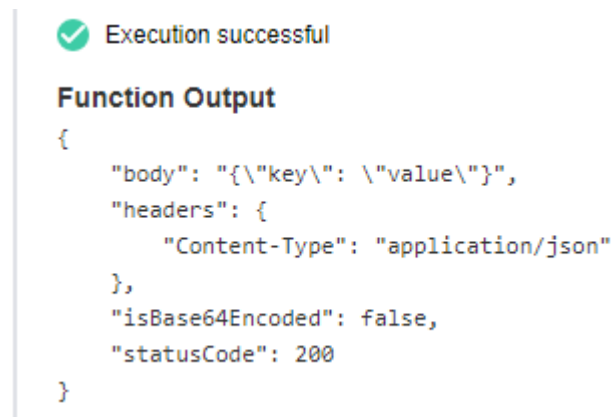 Execution successful
Function Output
{
    "body": "{\"key\": \"value\"}",
    "headers": {
        "Content-Type": "application/json"
    },
    "isBase64Encoded": false,
    "statusCode": 200
}